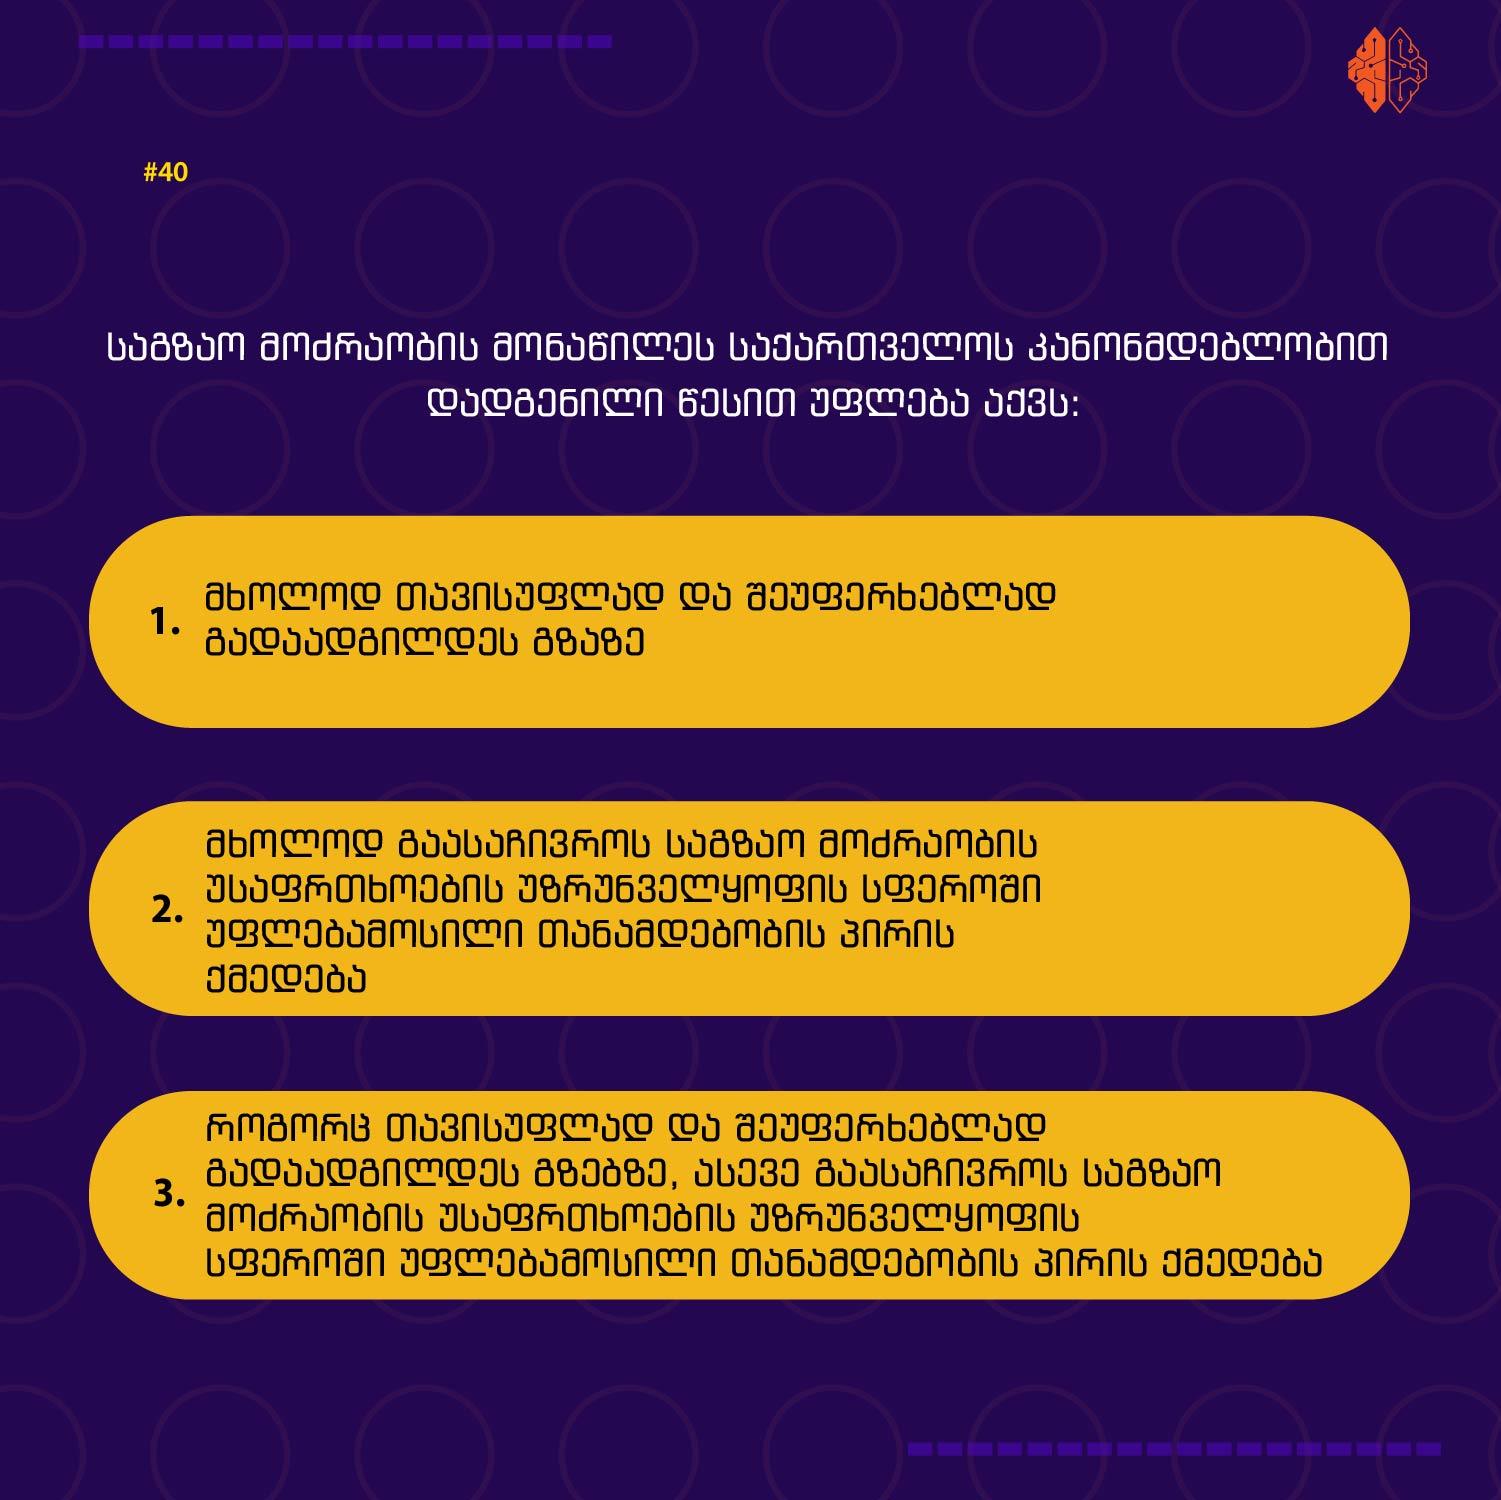 #40
საგზაო მოძრაობის მონაწილეს საქართველოს კანონმდებლობით
დადგენილი წესით უფლება აქვს:
1. მხოლოდ თავისუფლად და შეუფერხებლად
გადაადგილდეს გზაზე
2. მხოლოდ გაასაჩივროს საგზაო მოძრაობის
უსაფრთხოების უზრუნველყოფის სფეროში
უფლებამოსილი თანამდებობის პირის
ქმედება
3. როგორც თავისუფლად და შეუფერხებლად
გადაადგილდეს გზებზე, ასევე გაასაჩივროს საგზაო
მოძრაობის უსაფრთხოების უზრუნველყოფის
სფეროში უფლებამოსილი თანამდებობის პირის ქმედება